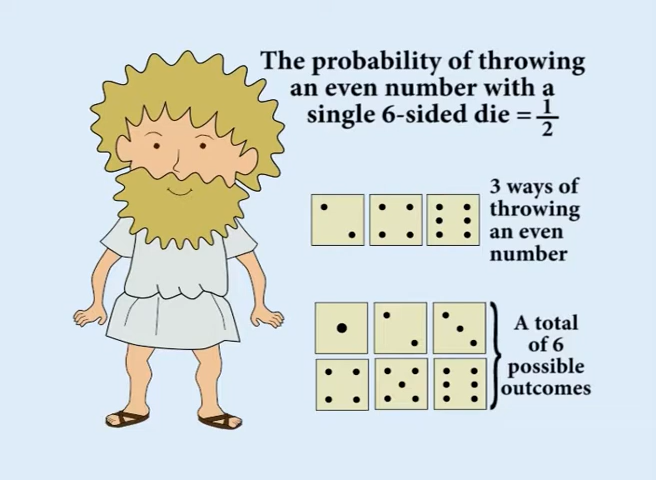 The probability of throwing
an even number with a
single 6-sided die = 1/2
3 ways of
throwing
an even
number
A total
of 6
possible
outcomes